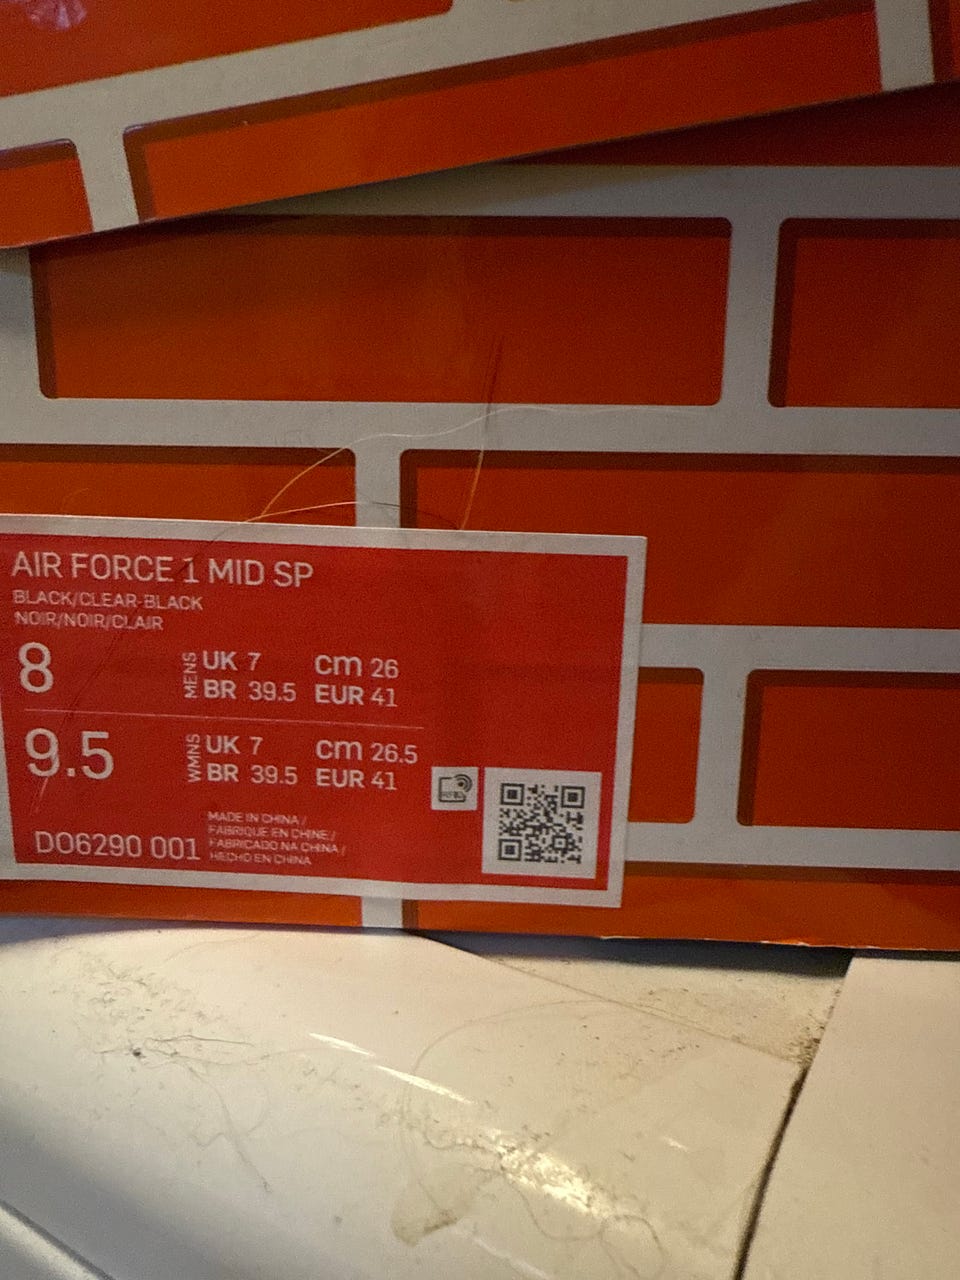 AIR FORCE 1 MID SP
BLACK/CLEAR-BLACK
NOIR/NOIR/CLAIR
8
MENS
UK 7 cm 26
BR 39.5 EUR 41
9.5
WMNS
UK 7 cm 26.5
BR 39.5 EUR 41
DO6290 001
MADE IN CHINA /
FABRIQUE EN CHINE /
FABRICADO NA CHINA /
HECHO EN CHINA
RFID